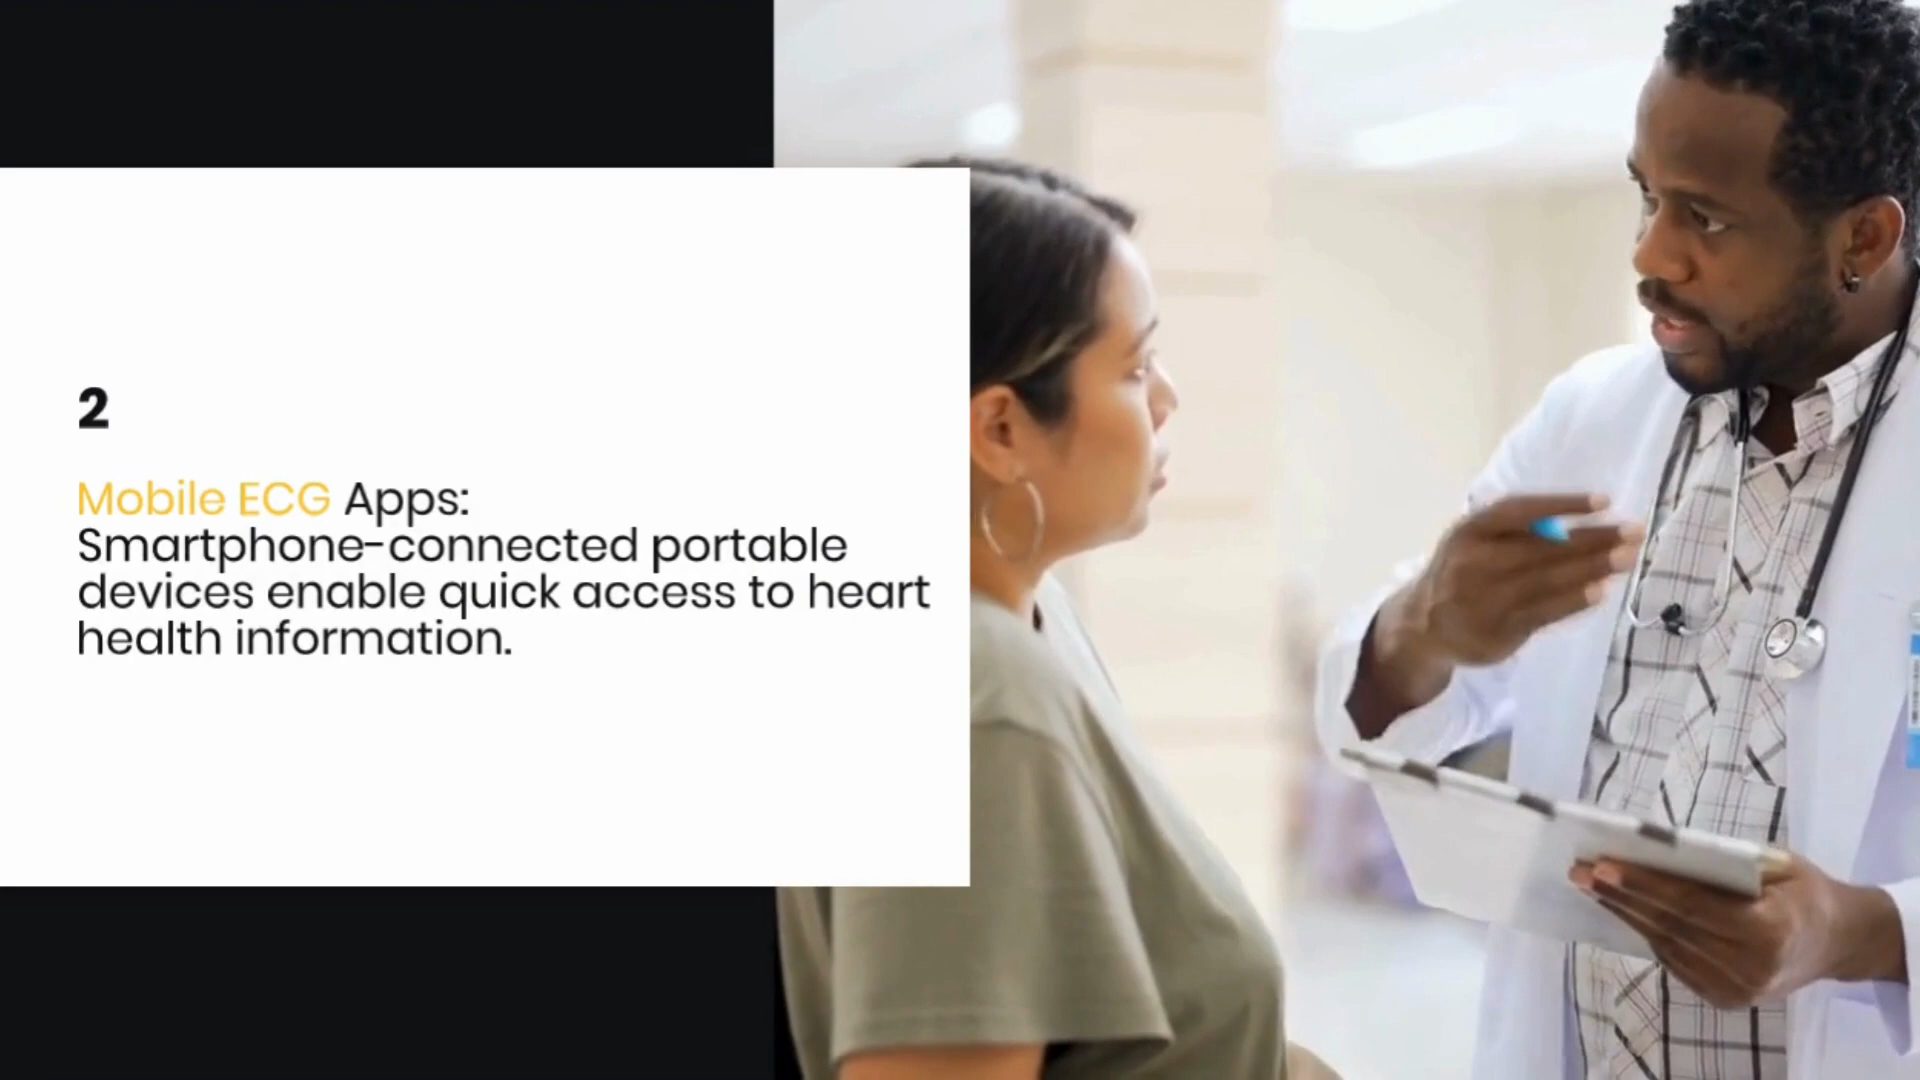 2
Mobile ECG Apps:
Smartphone-connected portable
devices enable quick access to heart
health information.